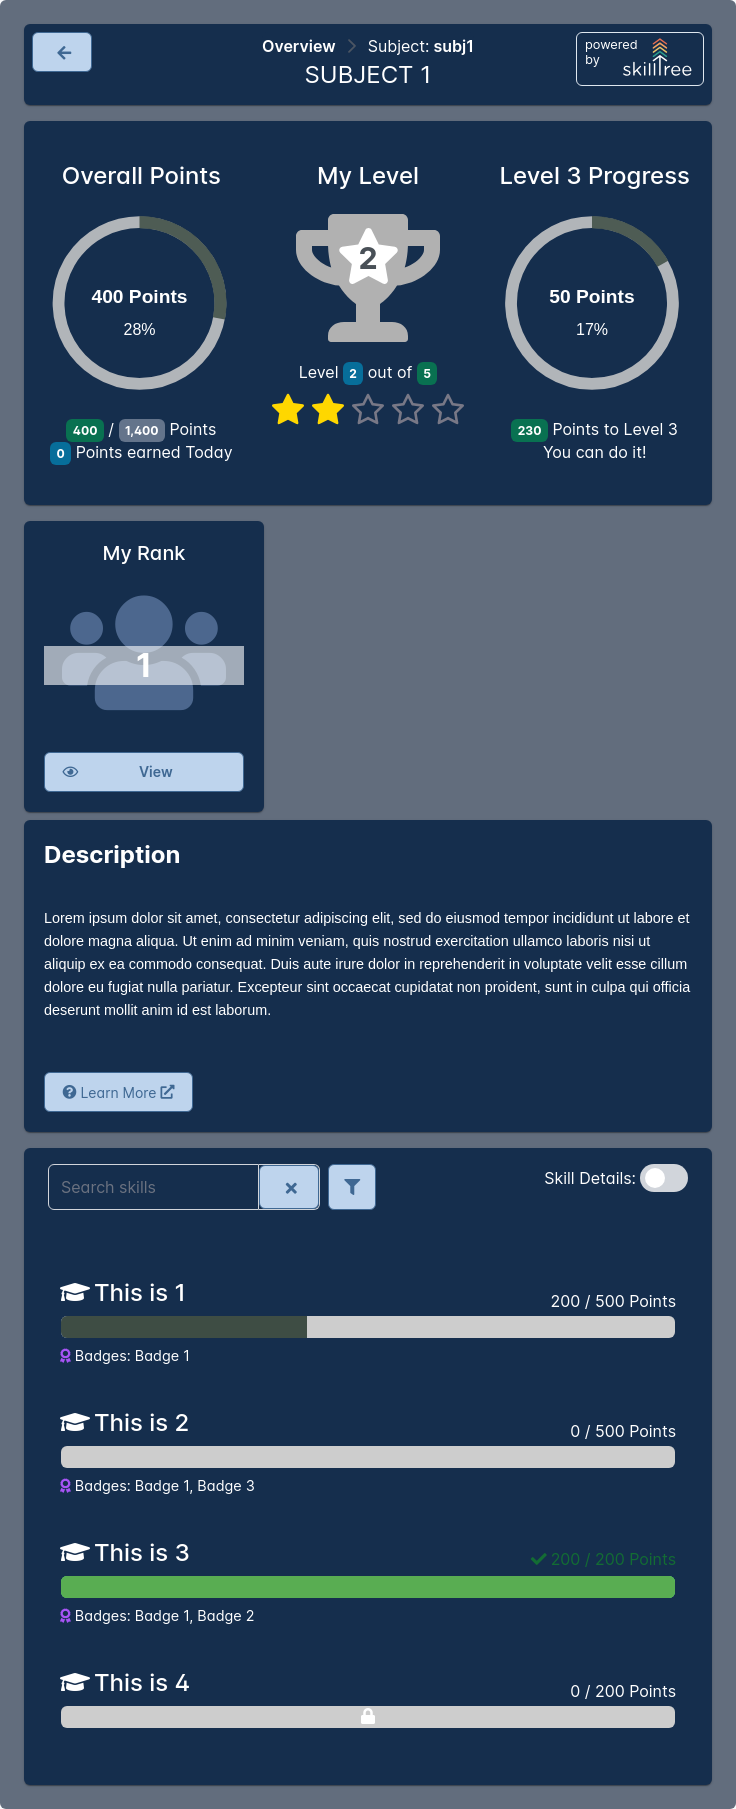 Overview > Subject: subj1
SUBJECT 1
powered
by
skilltree
Overall Points
400 Points
28%
400 / 1,400 Points
0 Points earned Today
My Level
2
Level 2 out of 5
Level 3 Progress
50 Points
17%
230 Points to Level 3
You can do it!
My Rank
1
View
Description
Lorem ipsum dolor sit amet, consectetur adipiscing elit, sed do eiusmod tempor incididunt ut labore et
dolore magna aliqua. Ut enim ad minim veniam, quis nostrud exercitation ullamco laboris nisi ut
aliquip ex ea commodo consequat. Duis aute irure dolor in reprehenderit in voluptate velit esse cillum
dolore eu fugiat nulla pariatur. Excepteur sint occaecat cupidatat non proident, sunt in culpa qui officia
deserunt mollit anim id est laborum.
Learn More
Search skills
Skill Details:
This is 1
200 / 500 Points
Badges: Badge 1
This is 2
0 / 500 Points
Badges: Badge 1, Badge 3
This is 3
200 / 200 Points
Badges: Badge 1, Badge 2
This is 4
0 / 200 Points